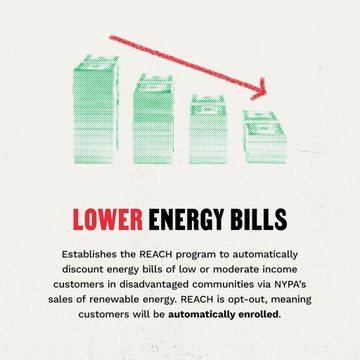 LOWER ENERGY BILLS
Establishes the REACH program to automatically
discount energy bills of low or moderate income
customers in disadvantaged communities via NYPA's
sales of renewable energy. REACH is opt-out, meaning
customers will be automatically enrolled.